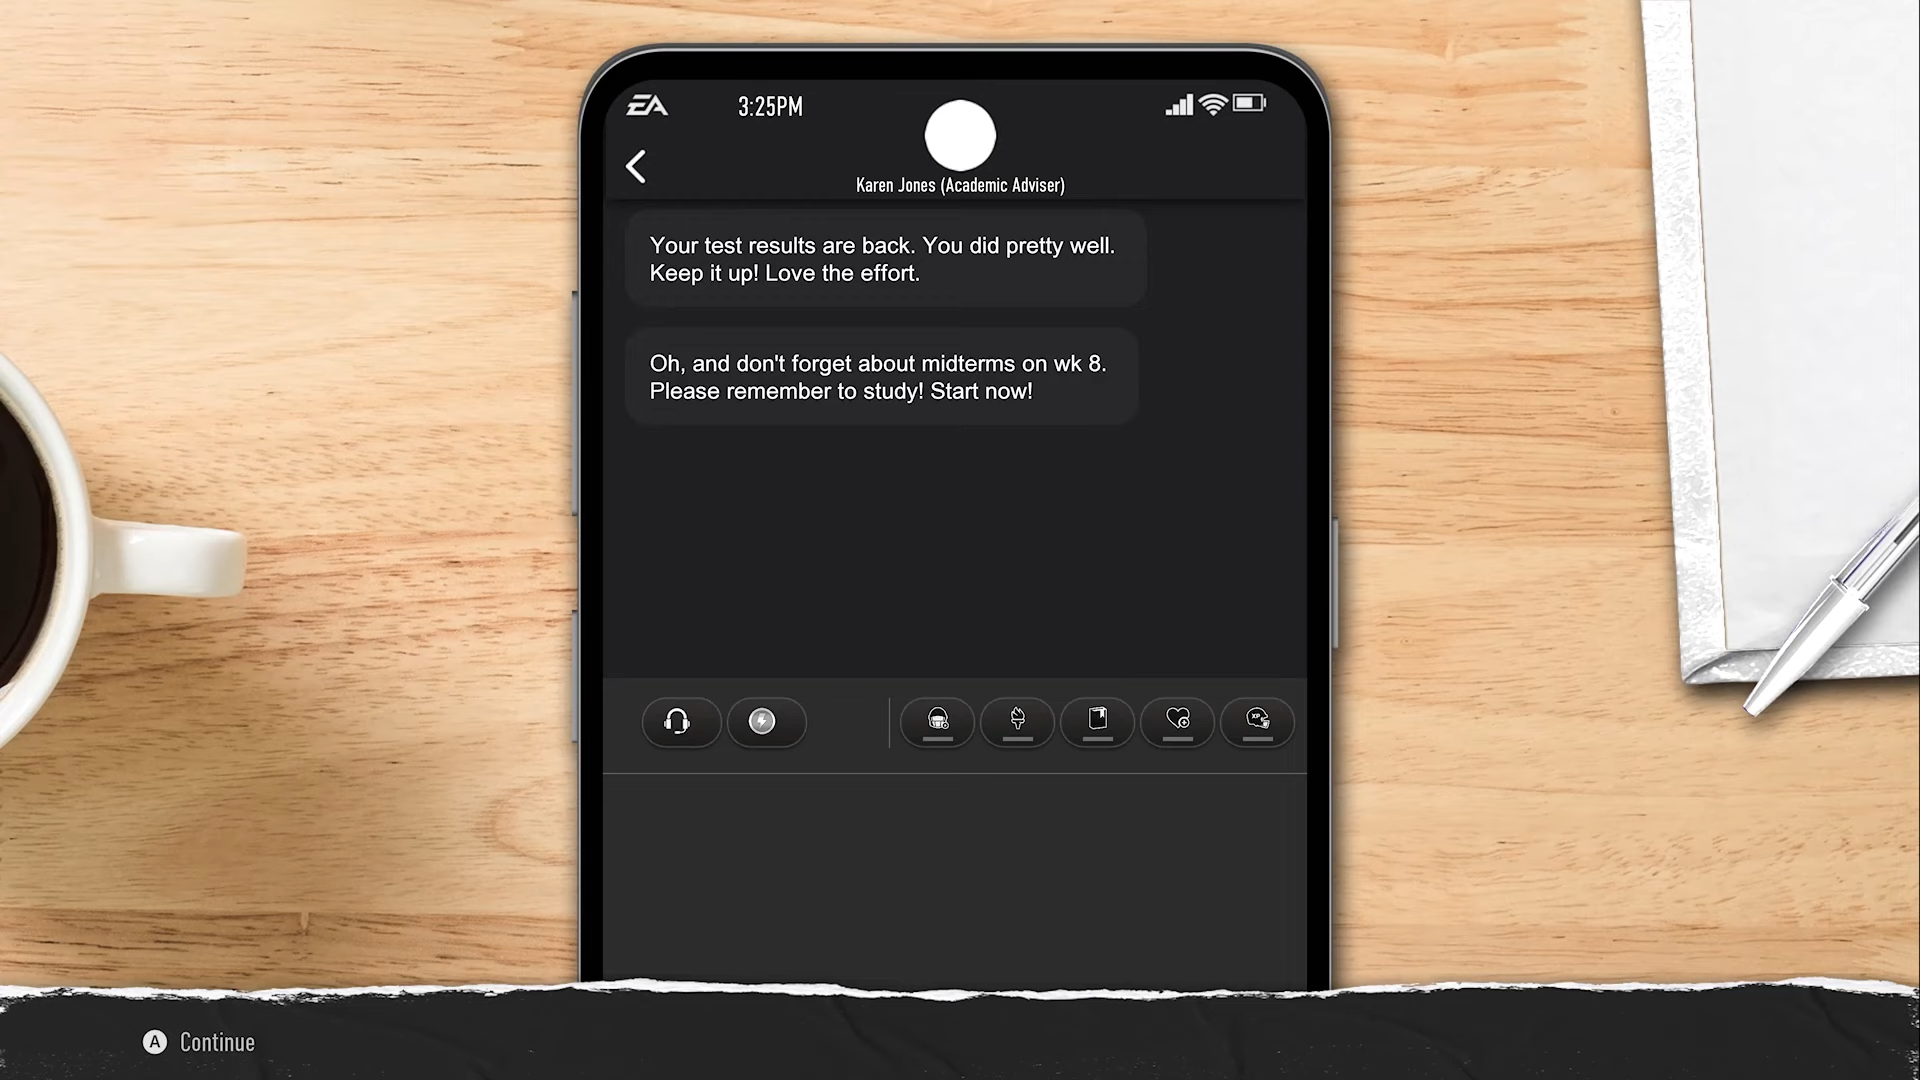 EA
3:25PM
Karen Jones (Academic Adviser)
Your test results are back. You did pretty well.
Keep it up! Love the effort.
Oh, and don't forget about midterms on wk 8.
Please remember to study! Start now!
XP
A Continue